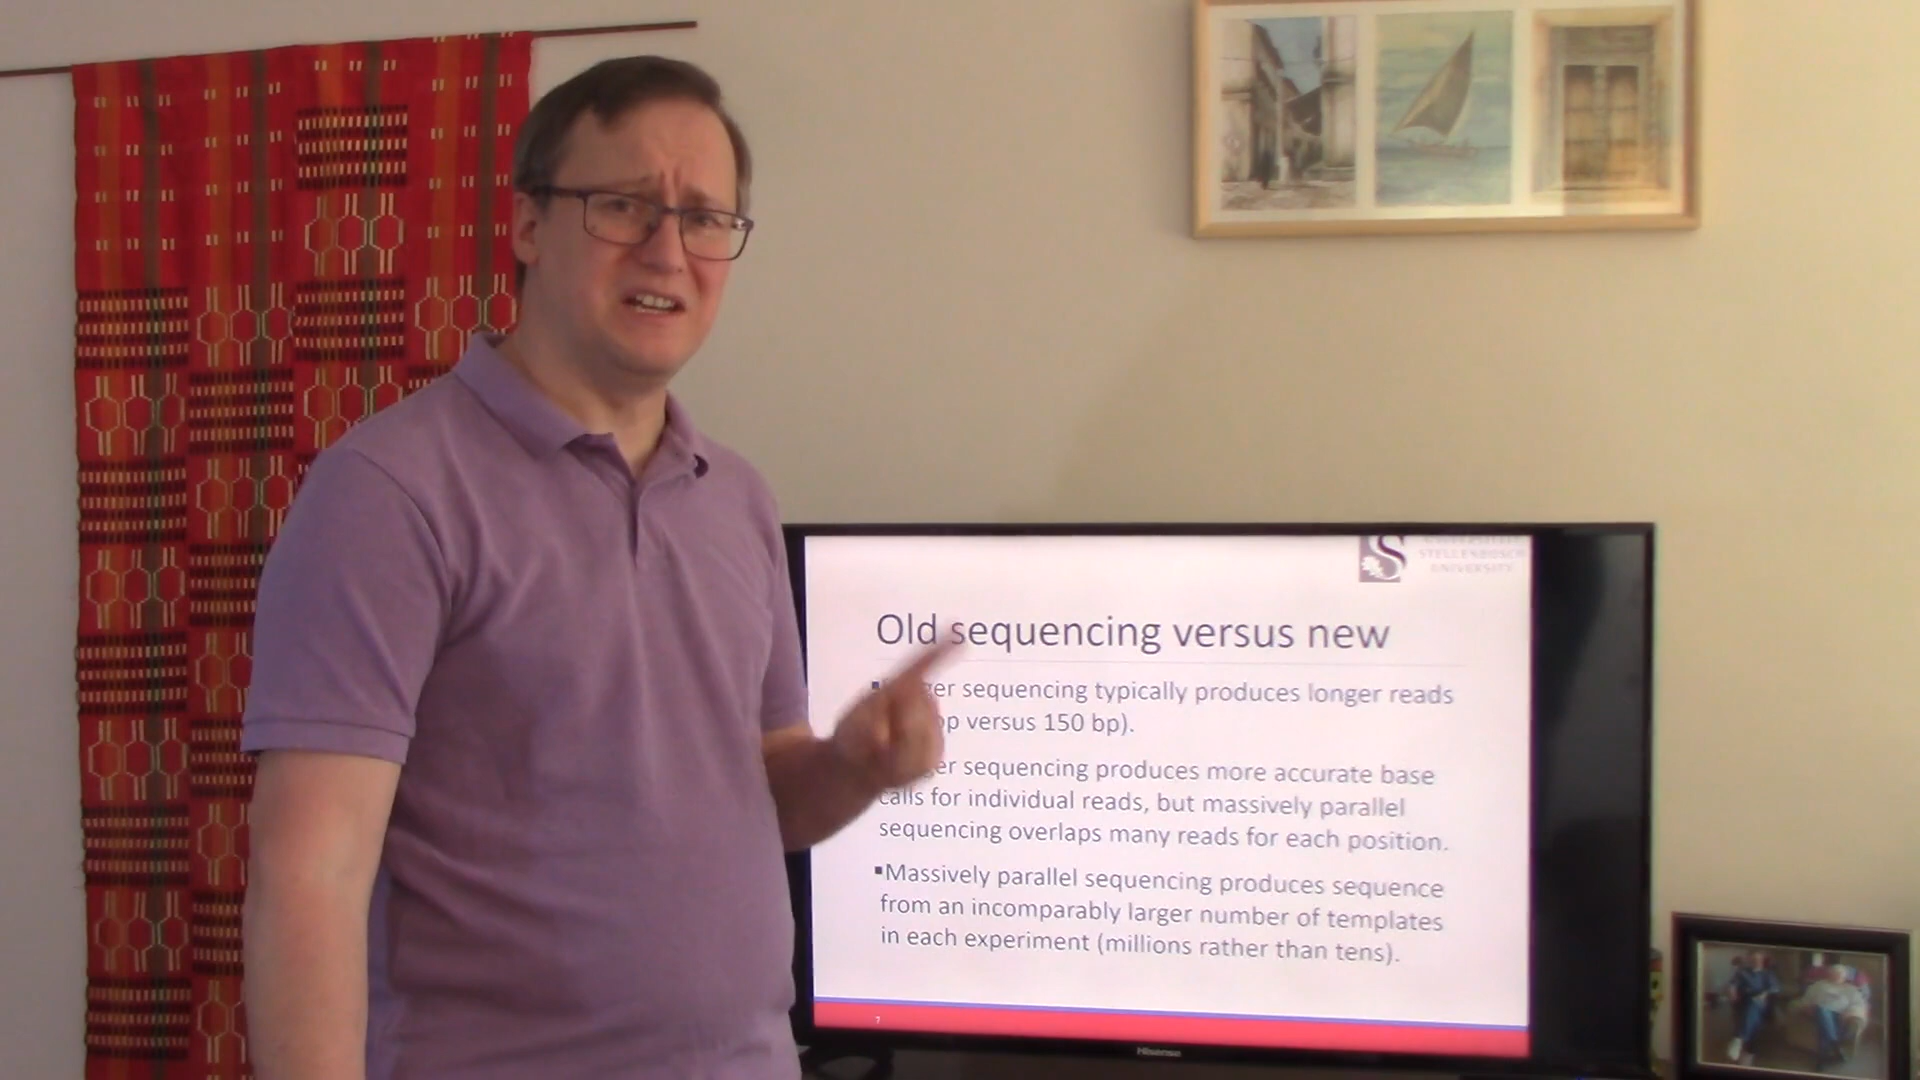 STELLENBOSCH
UNIVERSITY
Old sequencing versus new
sequencing typically produces longer reads
versus 150 bp).
sequencing produces more accurate base
calls for individual reads, but massively parallel
sequencing overlaps many reads for each position.
▪Massively parallel sequencing produces sequence
from an incomparably larger number of templates
in each experiment (millions rather than tens).
7
Hisense